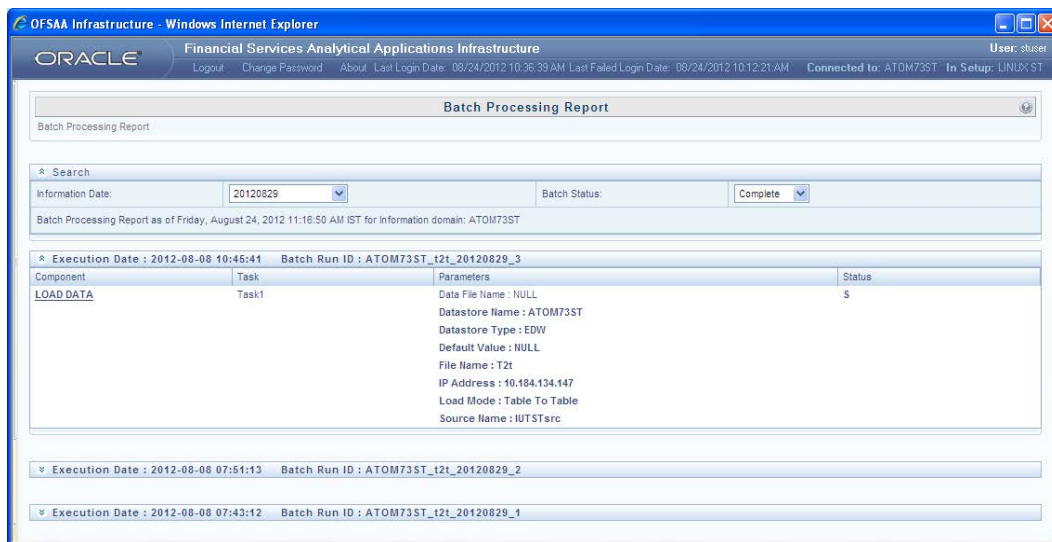 OFSAA Infrastructure - Windows Internet Explorer
ORACLE®
Financial Services Analytical Applications Infrastructure
User: stuser
Logout Change Password About Last Login Date: 08/24/2012 10:36:39 AM Last Failed Login Date: 08/24/2012 10:12:21 AM Connected to: ATOM73ST In Setup: LINUX ST
Batch Processing Report
Batch Processing Report
Search
Information Date: 20120829 Batch Status: Complete
Batch Processing Report as of Friday, August 24, 2012 11:16:50 AM IST for Information domain: ATOM73ST
Execution Date : 2012-08-08 10:45:41 Batch Run ID : ATOM73ST_t2t_20120829_3
Component Task Parameters Status
LOAD DATA Task1 Data File Name : NULL S
Datastore Name : ATOM73ST
Datastore Type : EDW
Default Value : NULL
File Name : T2t
IP Address : 10.184.134.147
Load Mode : Table To Table
Source Name : IUTSTsrc
Execution Date : 2012-08-08 07:51:13 Batch Run ID : ATOM73ST_t2t_20120829_2
Execution Date : 2012-08-08 07:43:12 Batch Run ID : ATOM73ST_t2t_20120829_1